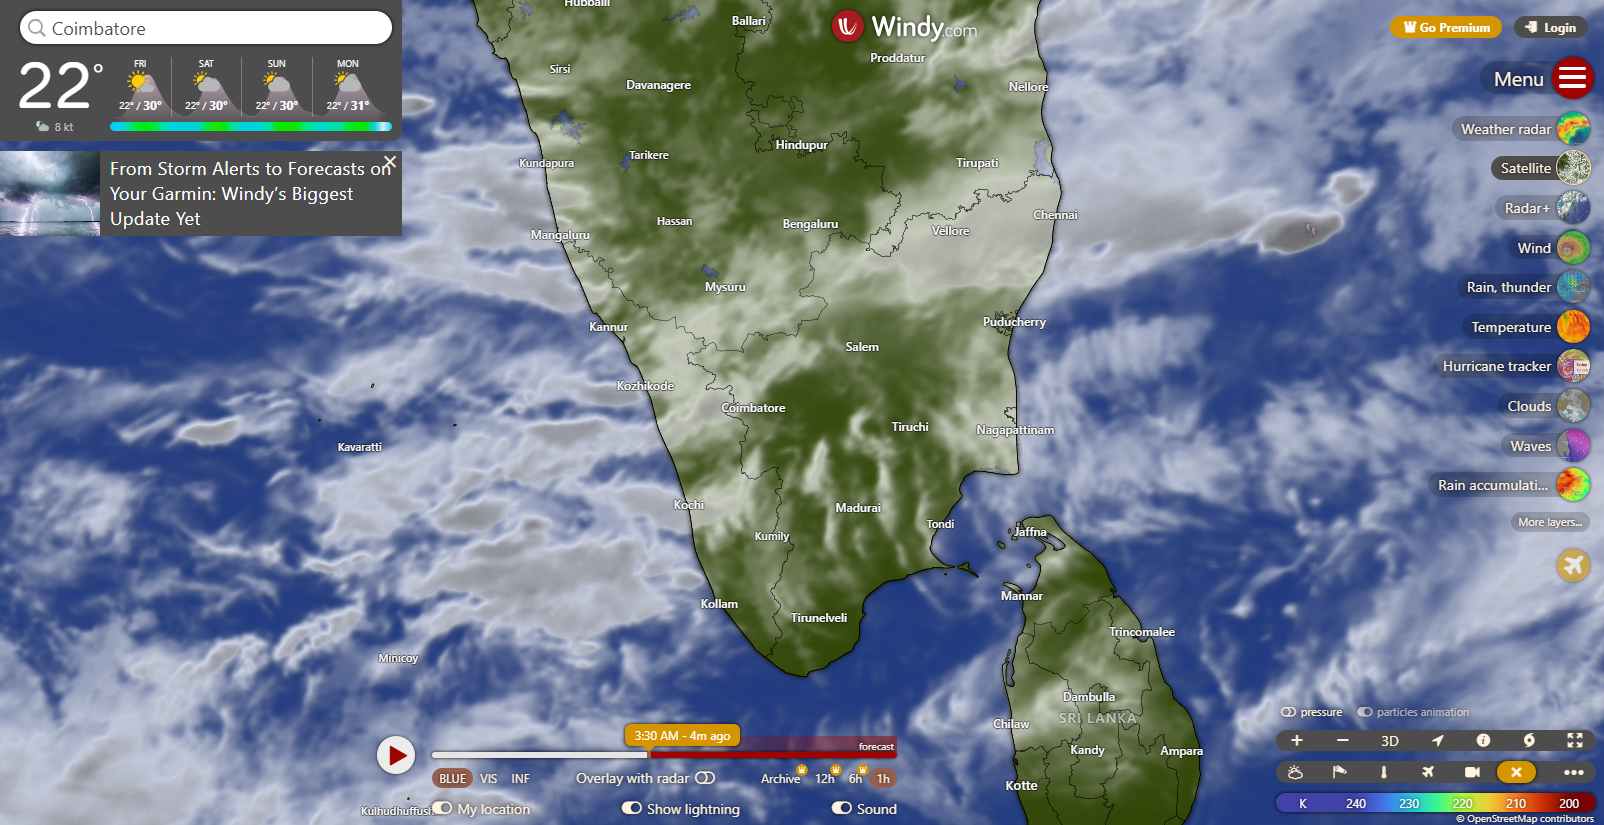 Coimbatore
22°
8 kt
FRI
22° / 30°
SAT
22° / 30°
SUN
22° / 30°
MON
22° / 31°
From Storm Alerts to Forecasts on
Your Garmin: Windy’s Biggest
Update Yet
Windy.com
Go Premium
Login
Menu
Weather radar
Satellite
Radar+
Wind
Rain, thunder
Temperature
Hurricane tracker
Clouds
Waves
Rain accumulati...
More layers...
Hubballi
Ballari
Proddatur
Sirsi
Davanagere
Nellore
Hindupur
Kundapura
Tarikere
Tirupati
Hassan
Bengaluru
Chennai
Mangaluru
Vellore
Mysuru
Kannur
Puducherry
Salem
Kozhikode
Coimbatore
Tiruchi
Nagapattinam
Kavaratti
Kochi
Madurai
Tondi
Kumily
Jaffna
Mannar
Kollam
Tirunelveli
Trincomalee
Minicoy
Dambulla
SRI LANKA
Chilaw
Kandy
Ampara
Kotte
Kulhudhuffush
3:30 AM - 4m ago
forecast
BLUE VIS INF
Overlay with radar
Archive 12h 6h 1h
My location
Show lightning
Sound
pressure
particles animation
+ − 3D
K 240 230 220 210 200
© OpenStreetMap contributors